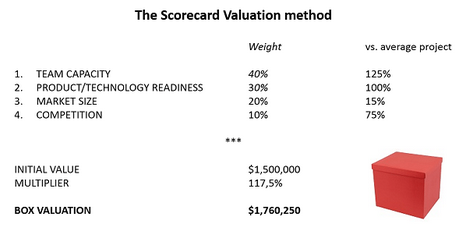 The Scorecard Valuation method
Weight vs. average project
1. TEAM CAPACITY 40% 125%
2. PRODUCT/TECHNOLOGY READINESS 30% 100%
3. MARKET SIZE 20% 15%
4. COMPETITION 10% 75%
***
INITIAL VALUE $1,500,000
MULTIPLIER 117,5%
BOX VALUATION $1,760,250